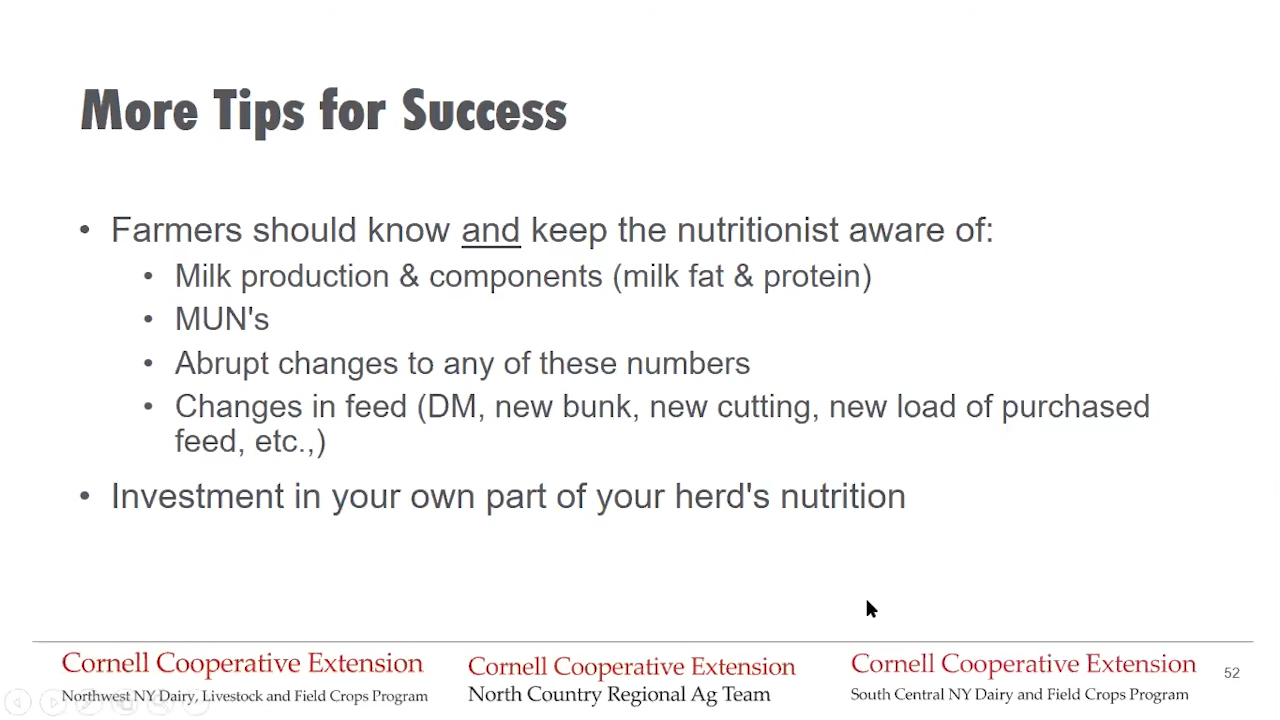 More Tips for Success
• Farmers should know and keep the nutritionist aware of:
• Milk production & components (milk fat & protein)
• MUN's
• Abrupt changes to any of these numbers
• Changes in feed (DM, new bunk, new cutting, new load of purchased
feed, etc.,)
• Investment in your own part of your herd's nutrition
Cornell Cooperative Extension
Northwest NY Dairy, Livestock and Field Crops Program
Cornell Cooperative Extension
North Country Regional Ag Team
Cornell Cooperative Extension
South Central NY Dairy and Field Crops Program
52